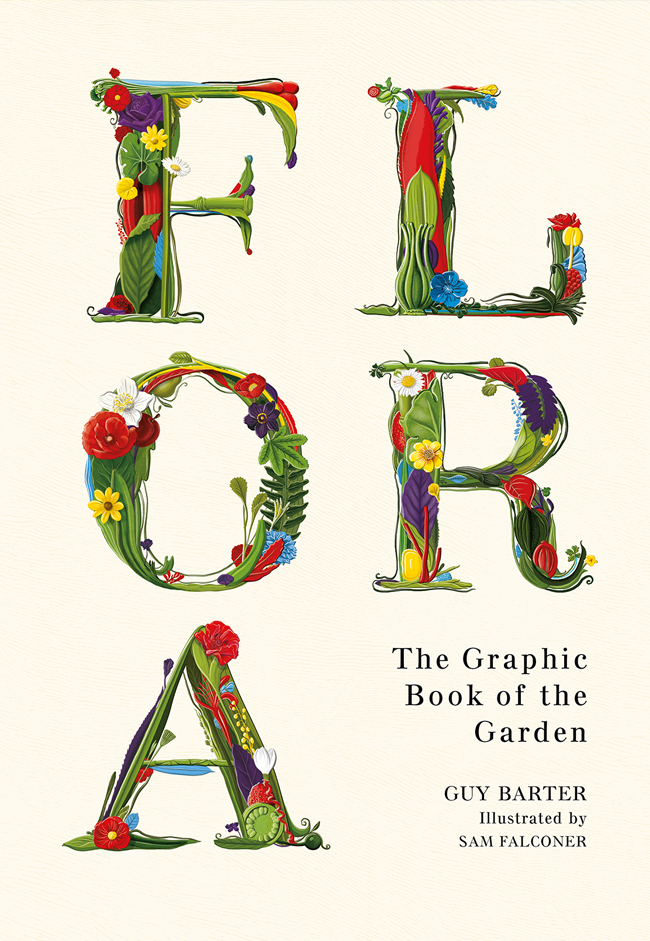 FL
OR
A
The Graphic
Book of the
Garden
GUY BARTER
Illustrated by
SAM FALCONER